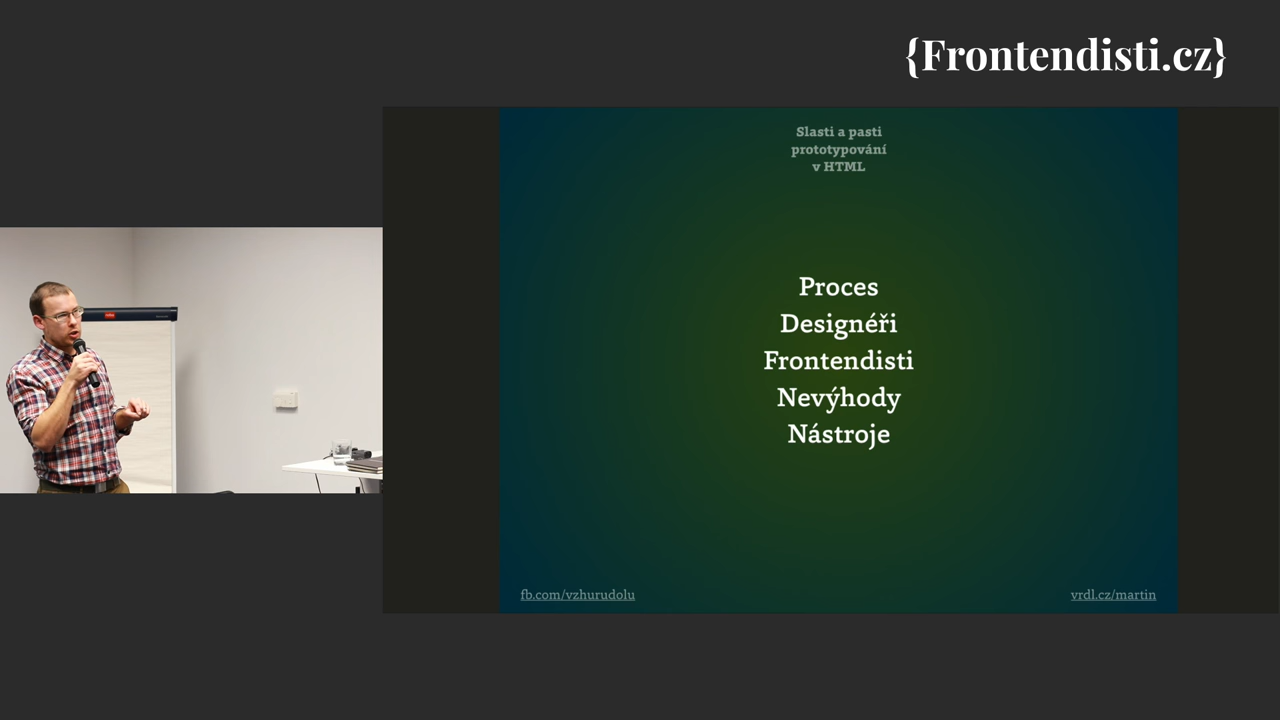 {Frontendisti.cz}
Slasti a pasti
prototypování
v HTML
Proces
Designéři
Frontendisti
Nevýhody
Nástroje
fb.com/vzhurudolu
vrdl.cz/martin